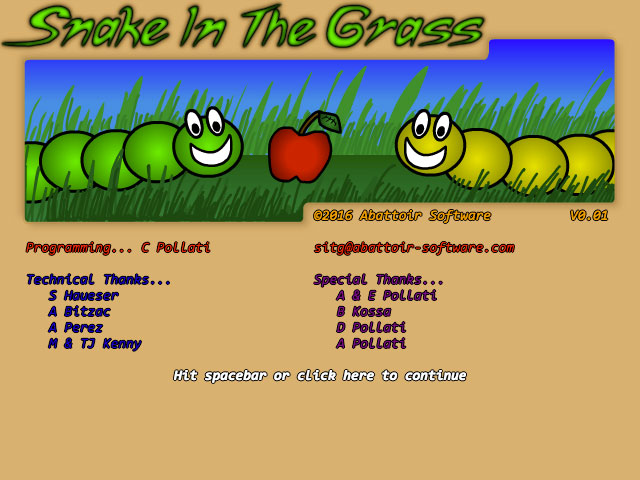 Snake In The Grass
©2016 Abattoir Software V0.01
Programming... C Pollati sitg@abattoir-software.com
Technical Thanks...
S Haueser
A Bitzac
A Perez
M & TJ Kenny
Special Thanks...
A & E Pollati
B Kossa
D Pollati
A Pollati
Hit spacebar or click here to continue